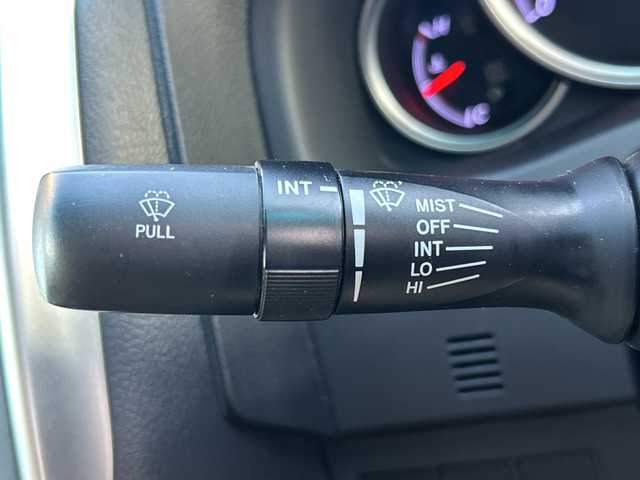 PULL
INT
MIST
OFF
INT
LO
HI